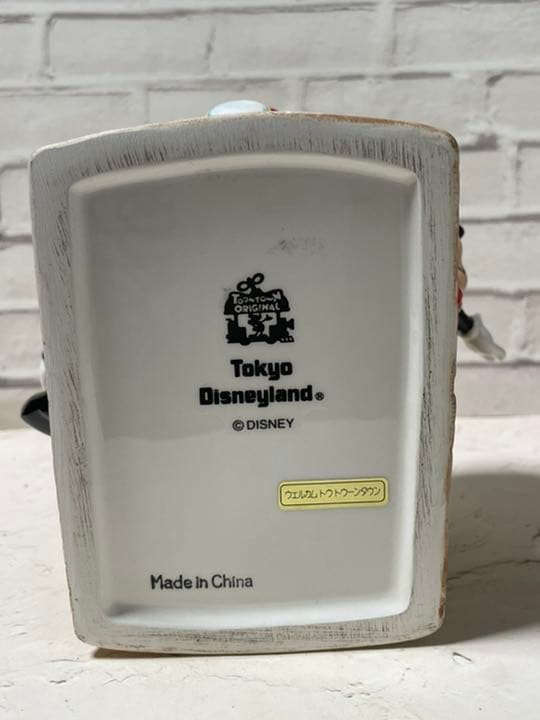 TOONTOWN
ORIGINAL
Tokyo
Disneyland®
© DISNEY
ウェルカム トゥ トゥーンタウン
Made in China